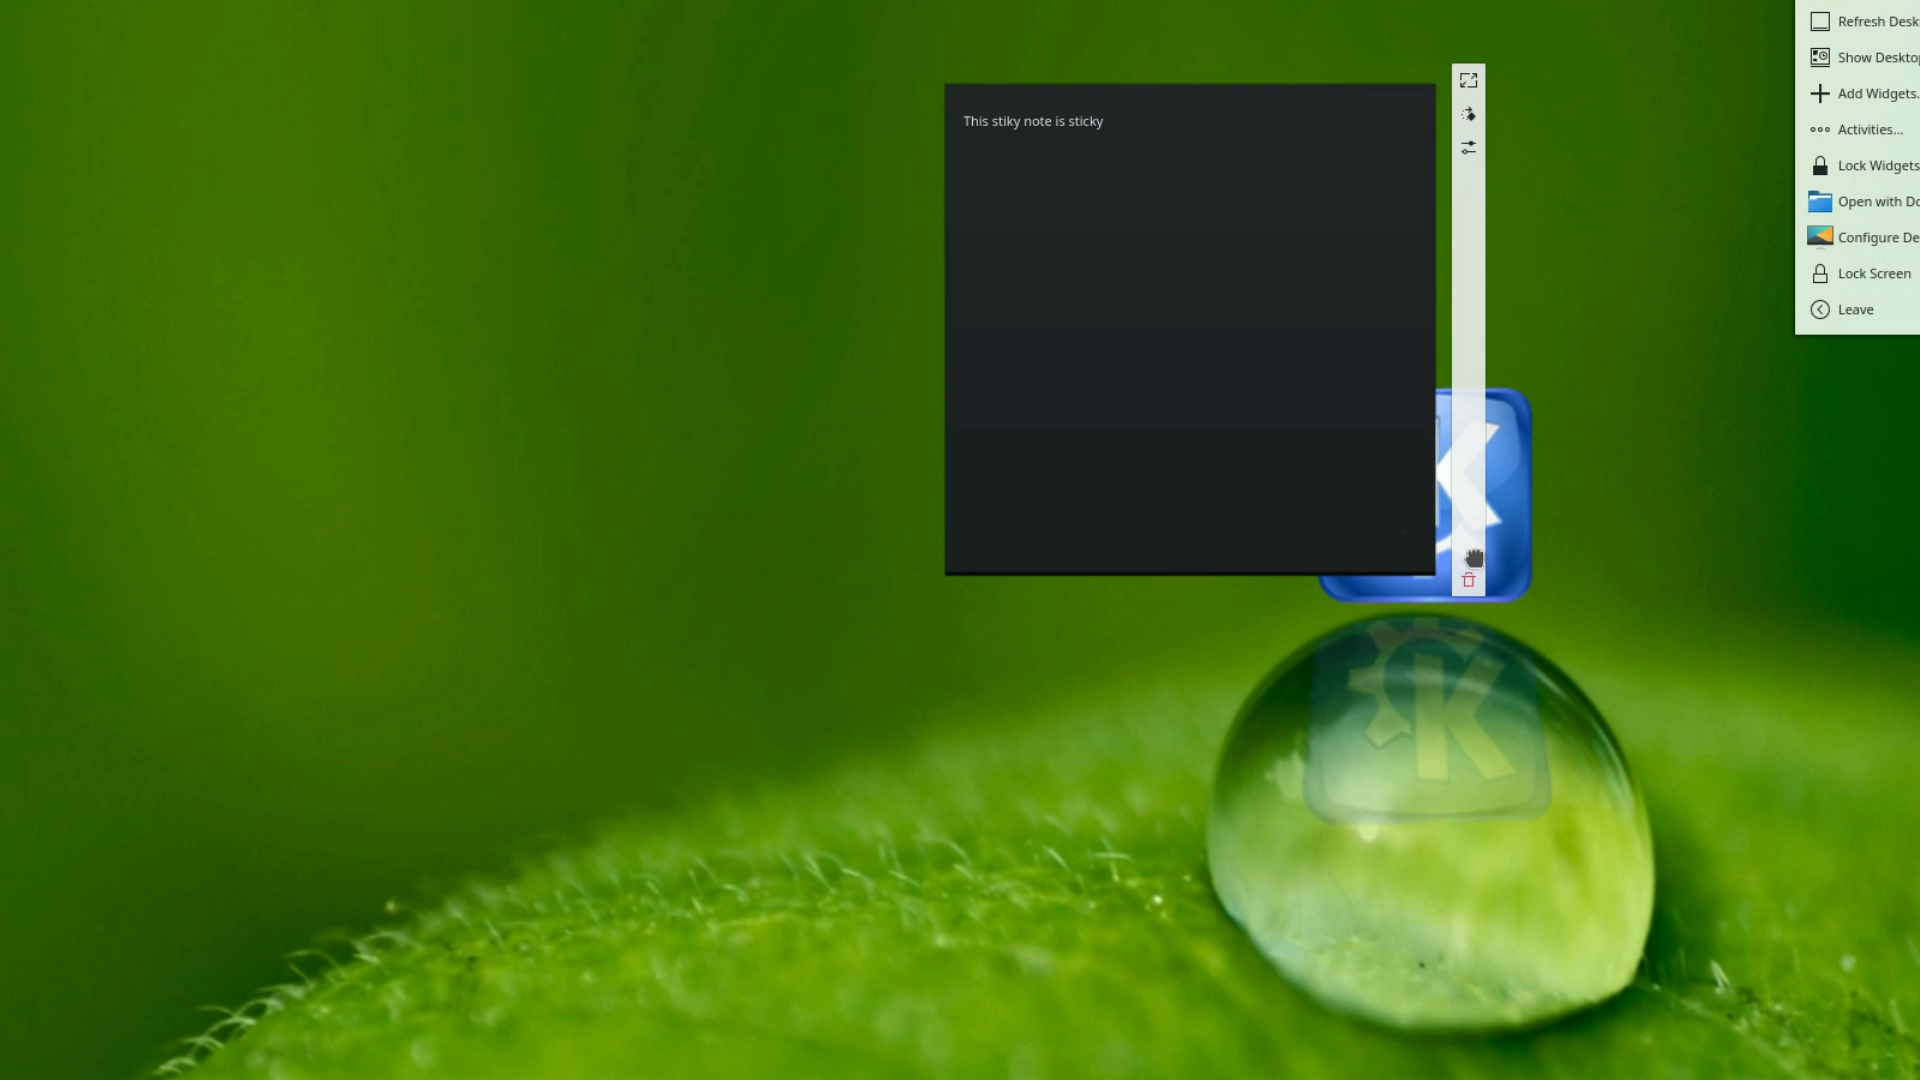 Refresh Desk
Show Desktop
Add Widgets.
Activities...
Lock Widgets
Open with Do
Configure De
Lock Screen
Leave
This stiky note is sticky
K
K